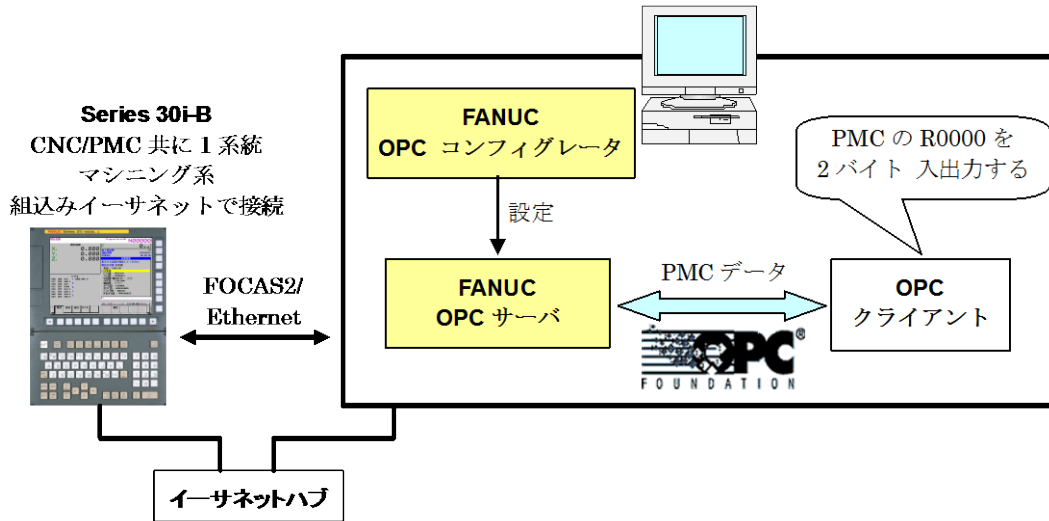 Series 30i-B
CNC/PMC 共に 1 系統
マシニング系
組込みイーサネットで接続
FOCAS2/
Ethernet
FANUC
OPC コンフィグレータ
設定
FANUC
OPC サーバ
PMC データ
OPC
FOUNDATION
®
PMC の R0000 を
2 バイト 入出力する
OPC
クライアント
イーサネットハブ